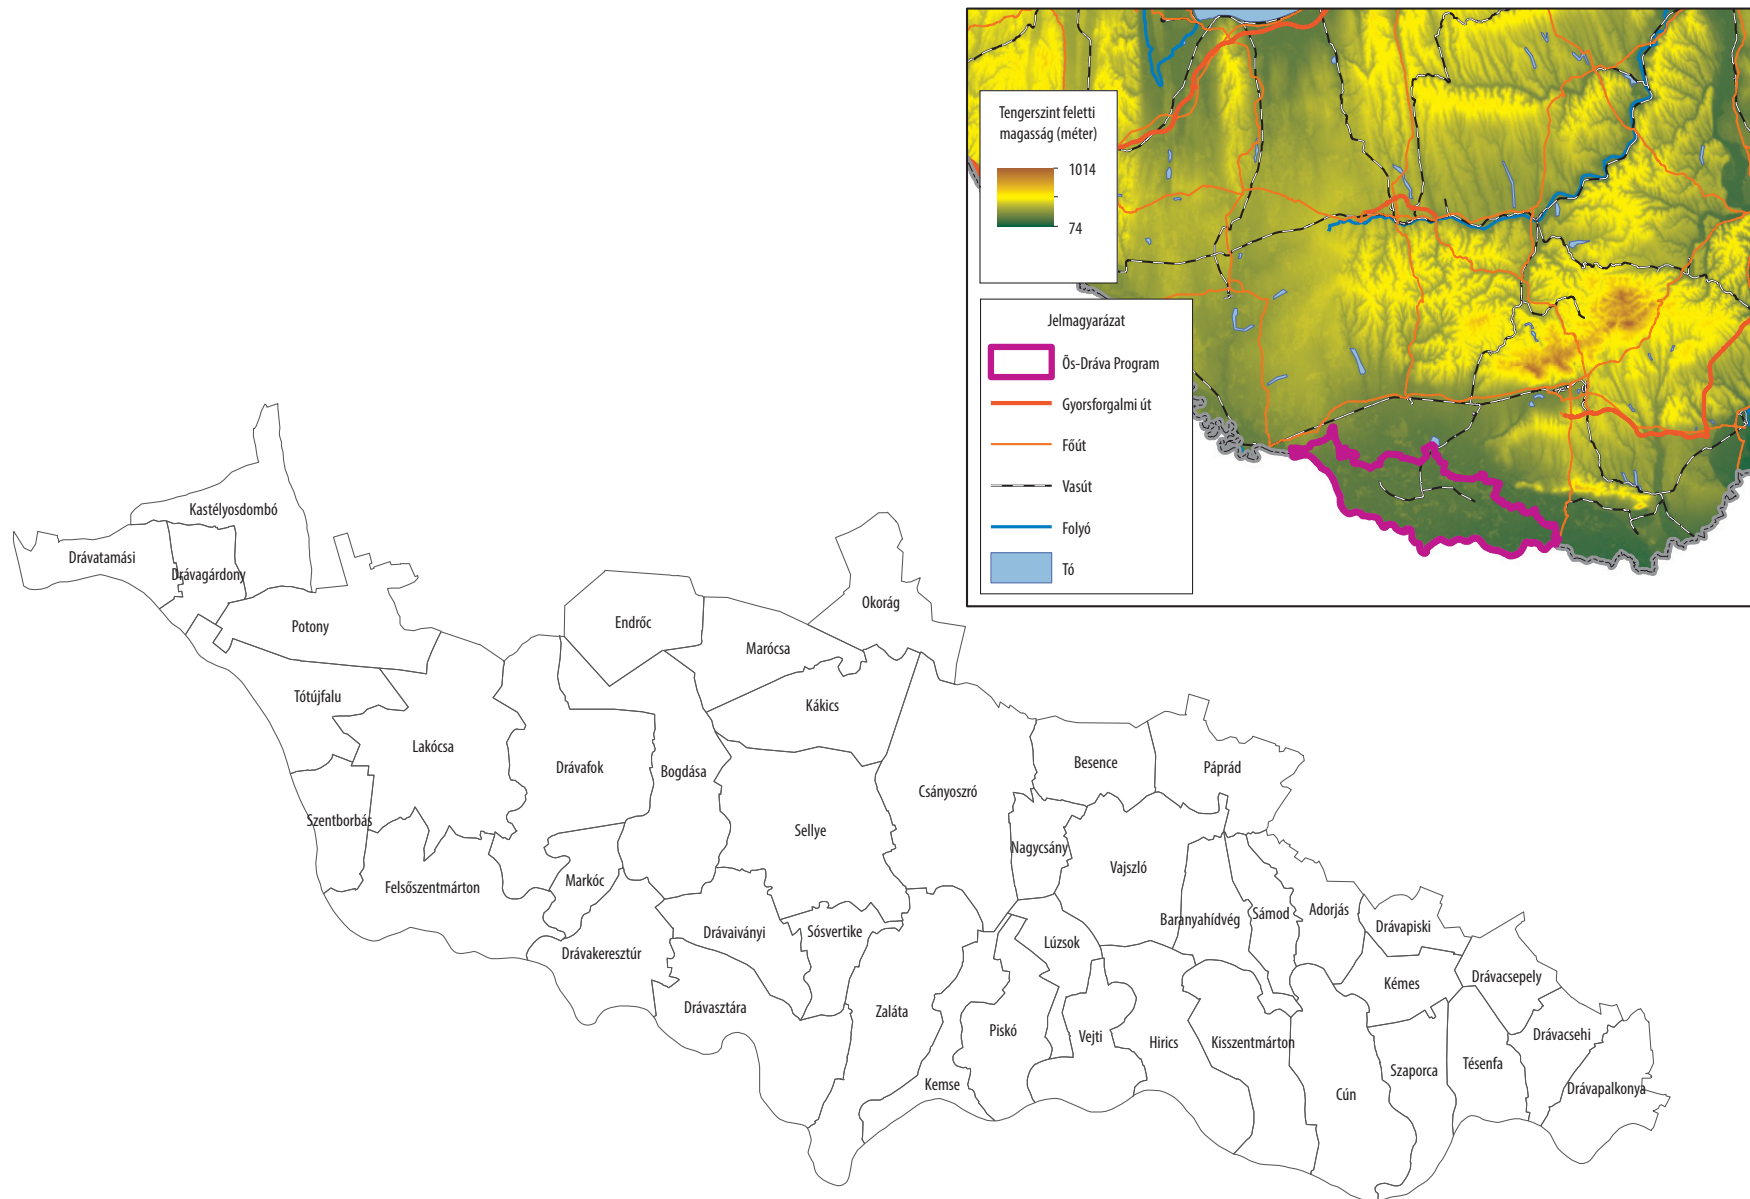 Tengerszint feletti
magasság (méter)
1014
74
Jelmagyarázat
Ős-Dráva Program
Gyorsforgalmi út
Főút
Vasút
Folyó
Tó
Kastélyosdombó
Drávatamási
Drávagárdony
Potony
Endrőc
Okorág
Marócsa
Tótújfalu
Kákics
Lakócsa
Drávafok
Bogdása
Besence
Páprád
Csányoszró
Szentborbás
Sellye
Nagycsány
Vajszló
Felsőszentmárton
Markóc
Baranyahídvég
Sámod
Adorjás
Drávapiski
Drávaiványi
Sósvertike
Lúzsok
Drávakeresztúr
Drávacsepely
Kémes
Drávasztára
Zaláta
Piskó
Vejti
Hirics
Kisszentmárton
Drávacsehi
Tésenfa
Szaporca
Kemse
Cún
Drávapalkonya